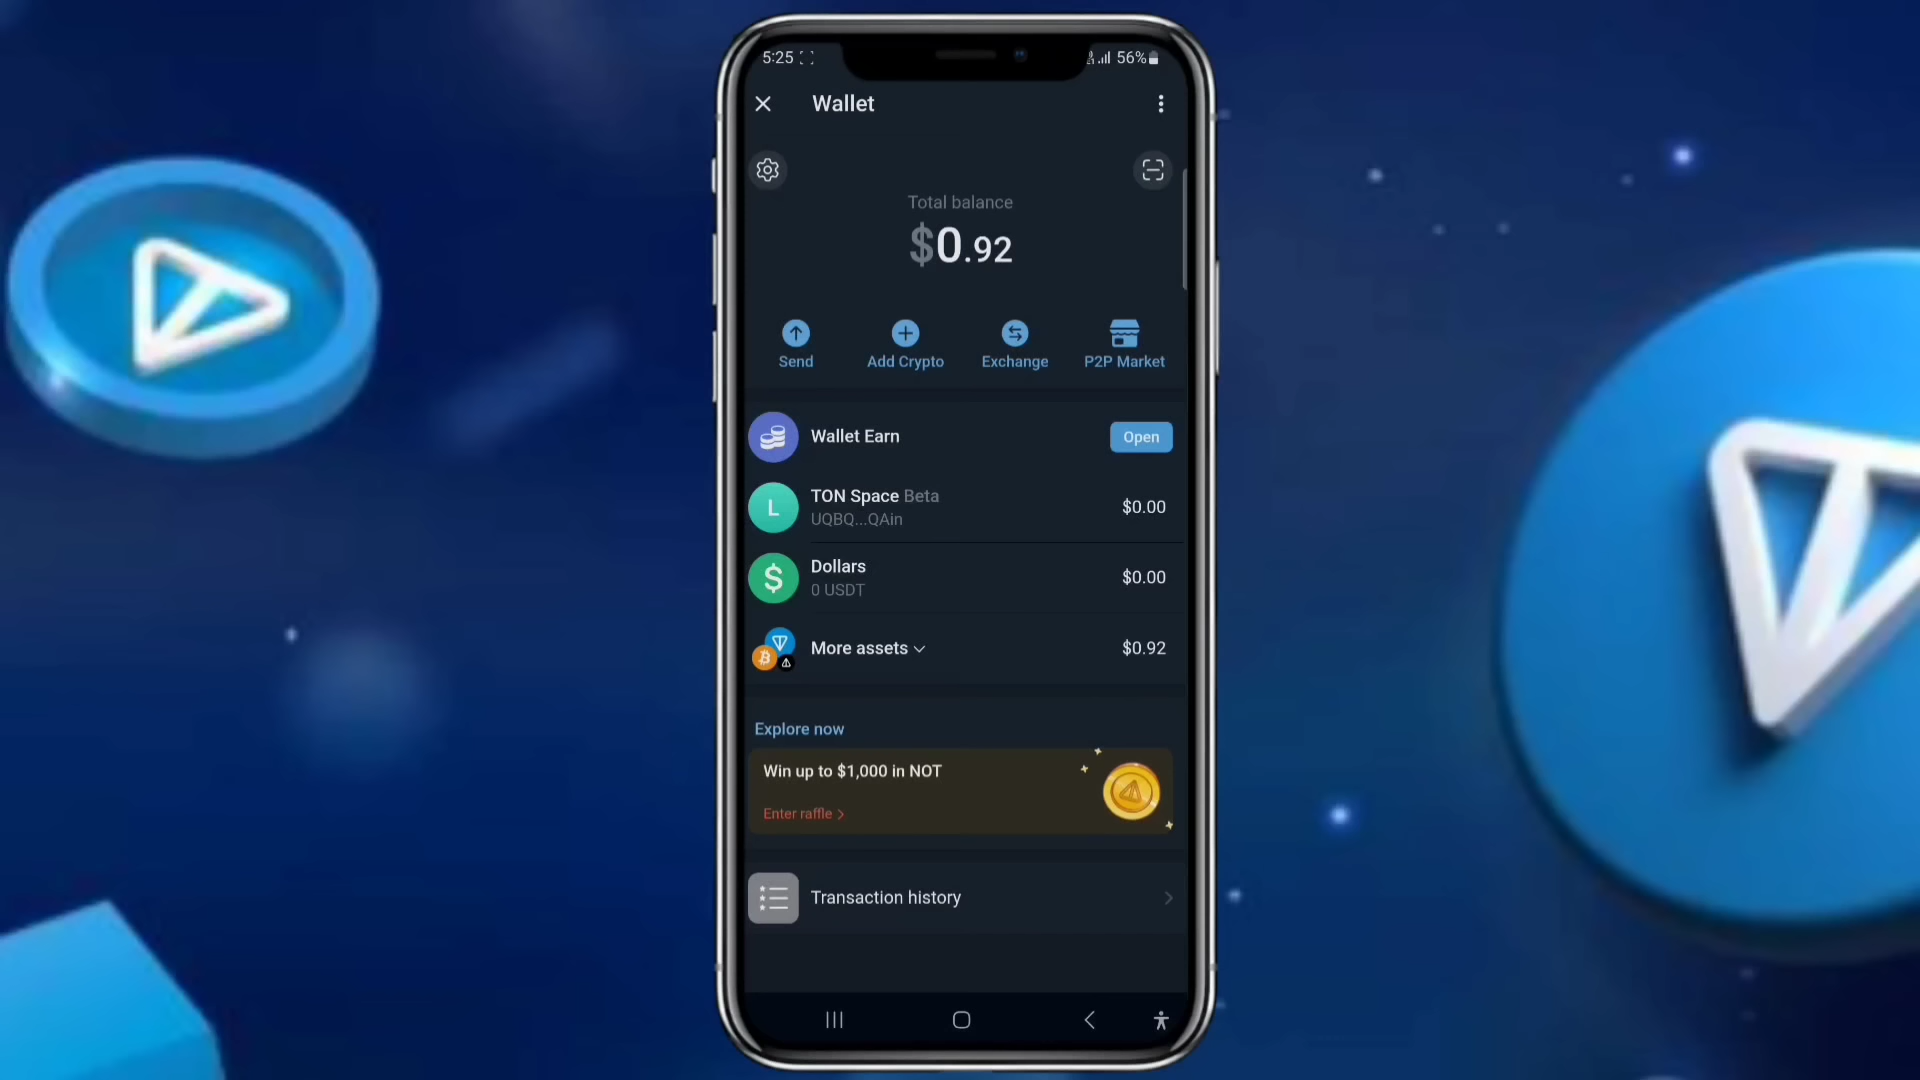 5:25 56%
Wallet
Total balance
$0.92
Send Add Crypto Exchange P2P Market
Wallet Earn Open
TON Space Beta
UQBQ...QAin
$0.00
Dollars
0 USDT
$0.00
More assets $0.92
Explore now
Win up to $1,000 in NOT
Enter raffle >
Transaction history >